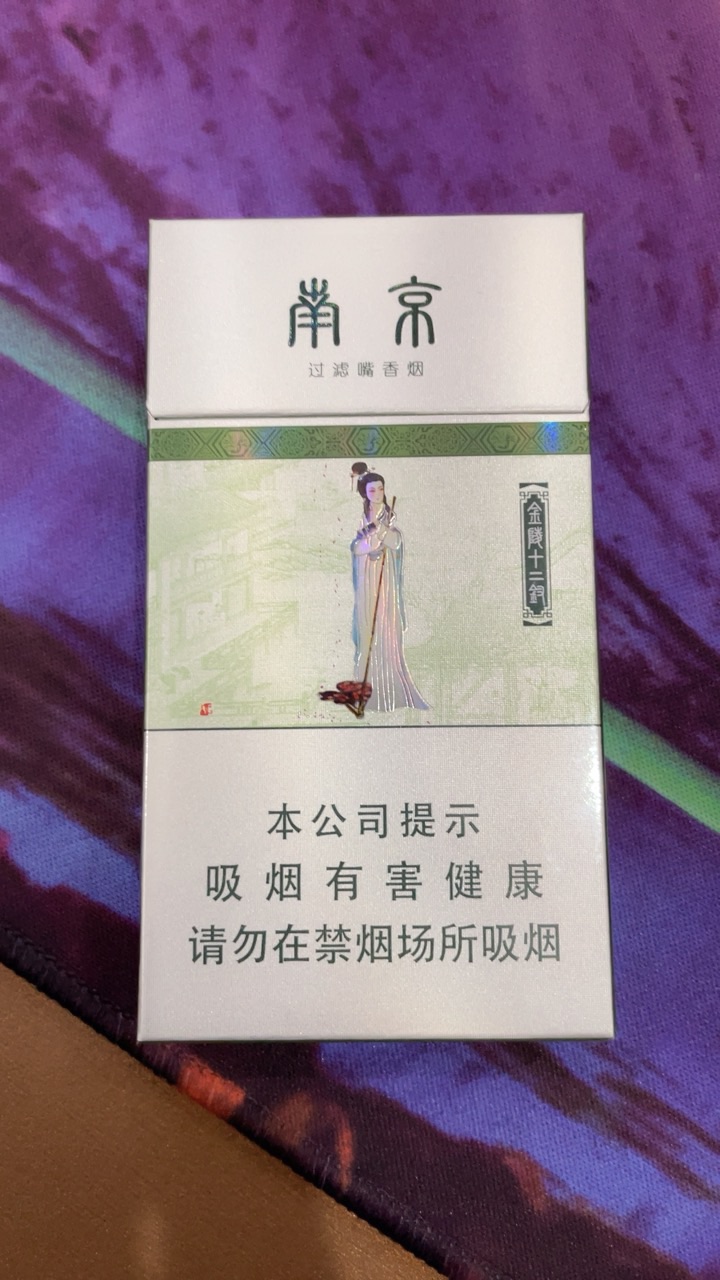 南京
过滤嘴香烟
金陵十二釵
本公司提示
吸烟有害健康
请勿在禁烟场所吸烟